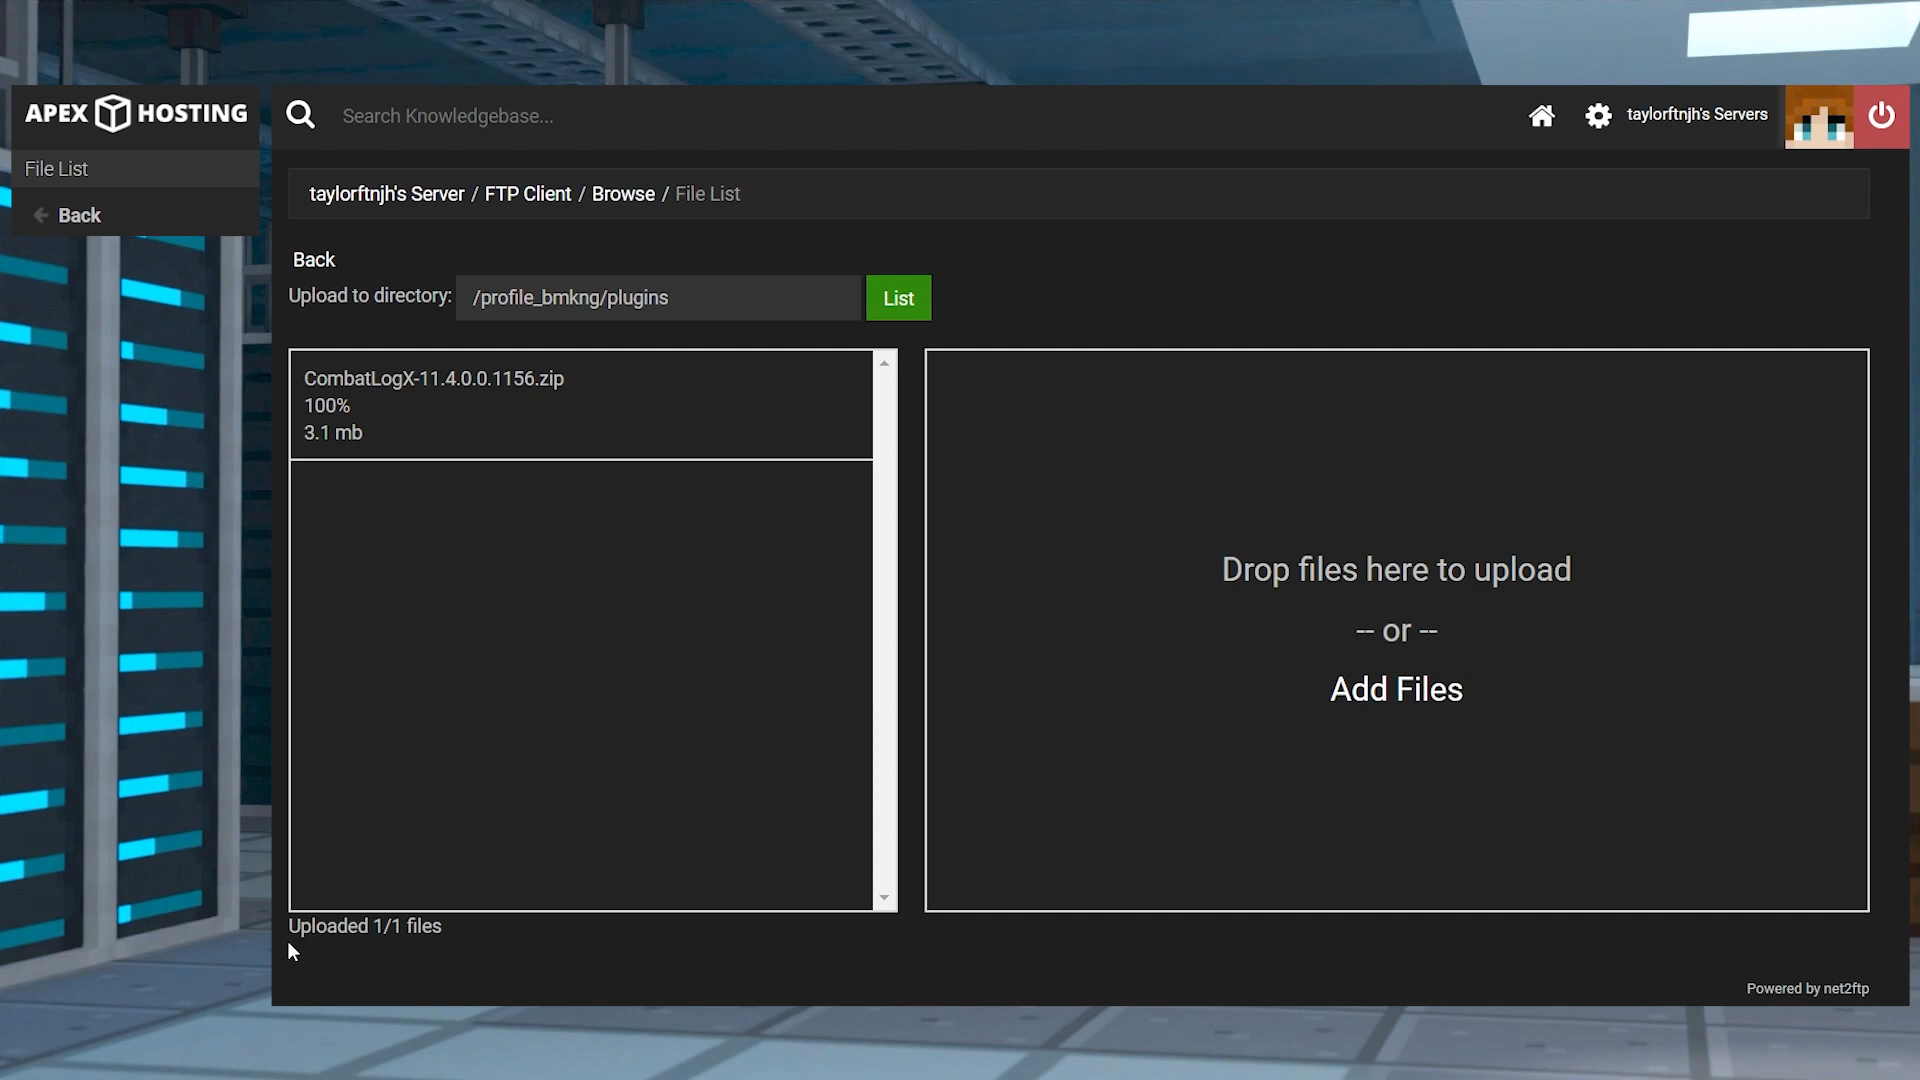 APEX HOSTING
Search Knowledgebase...
taylorftnjh's Servers
File List
Back
taylorftnjh's Server / FTP Client / Browse / File List
Back
Upload to directory: /profile_bmkng/plugins List
CombatLogX-11.4.0.0.1156.zip
100%
3.1 mb
Drop files here to upload
-- or --
Add Files
Uploaded 1/1 files
Powered by net2ftp